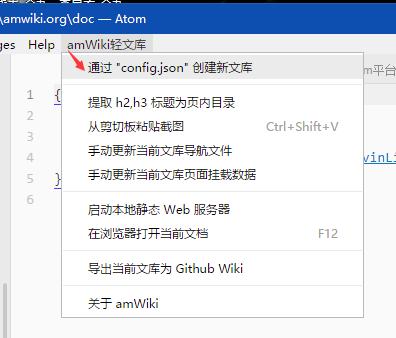 \amwiki.org\doc — Atom
ges Help amWiki轻文库
通过 "config.json" 创建新文库
m平台
1 {
2
提取 h2,h3 标题为页内目录
3
从剪切板粘贴截图 Ctrl+Shift+V
4
手动更新当前文库导航文件
vinLi
5 }
手动更新当前文库页面挂载数据
6
启动本地静态 Web 服务器
在浏览器打开当前文档 F12
导出当前文库为 Github Wiki
关于 amWiki